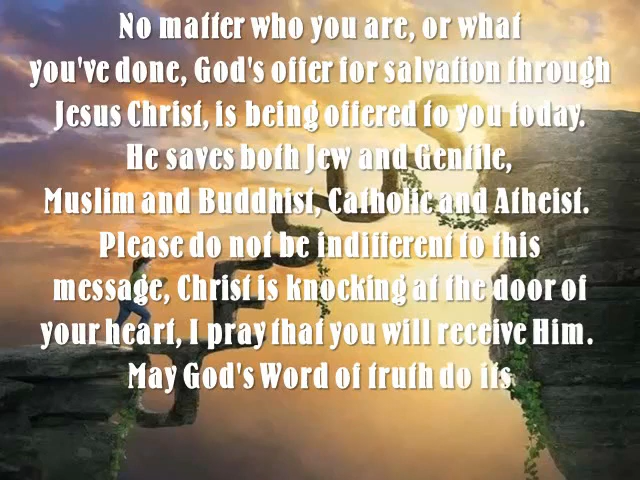 No matter who you are, or what
you've done, God's offer for salvation through
Jesus Christ, is being offered to you today.
He saves both Jew and Gentile,
Muslim and Buddhist, Catholic and Atheist.
Please do not be indifferent to this
message, Christ is knocking at the door of
your heart, I pray that you will receive Him.
May God's Word of truth do its
JESUS